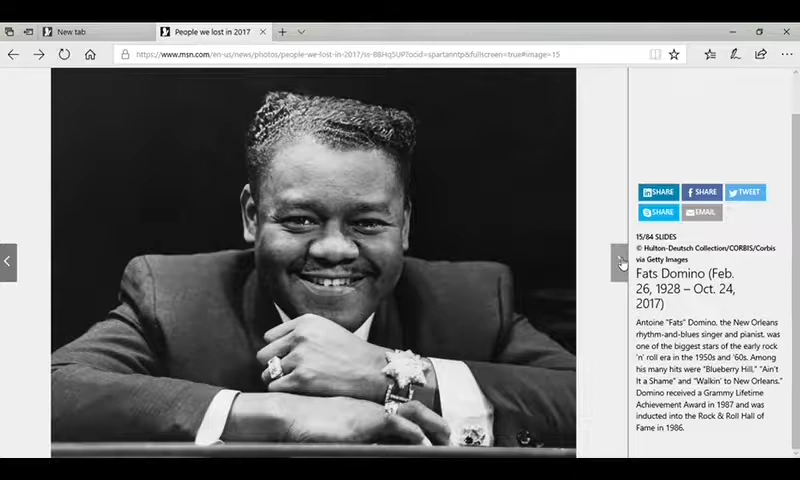 New tab
People we lost in 2017
https://www.msn.com/en-us/news/photos/people-we-lost-in-2017/ss-BBHq5UP?ocid=spartanntp&fullscreen=true#image=15
in SHARE
f SHARE
TWEET
SHARE
EMAIL
15/84 SLIDES
© Hulton-Deutsch Collection/CORBIS/Corbis
via Getty Images
Fats Domino (Feb.
26, 1928 – Oct. 24,
2017)
Antoine "Fats" Domino, the New Orleans
rhythm-and-blues singer and pianist, was
one of the biggest stars of the early rock
'n' roll era in the 1950s and '60s. Among
his many hits were "Blueberry Hill," "Ain't
It a Shame" and "Walkin' to New Orleans."
Domino received a Grammy Lifetime
Achievement Award in 1987 and was
inducted into the Rock & Roll Hall of
Fame in 1986.